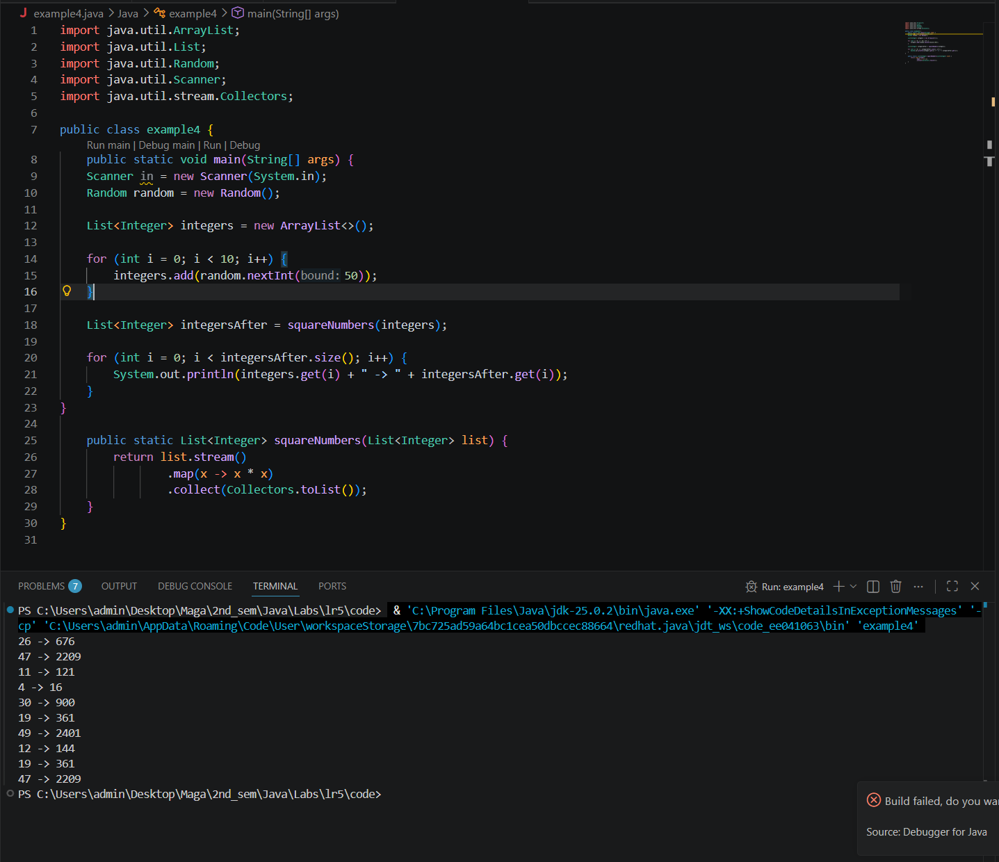 example4.java > Java > example4 > main(String[] args)
1 import java.util.ArrayList;
2 import java.util.List;
3 import java.util.Random;
4 import java.util.Scanner;
5 import java.util.stream.Collectors;
6
7 public class example4 {
Run main | Debug main | Run | Debug
8 public static void main(String[] args) {
9 Scanner in = new Scanner(System.in);
10 Random random = new Random();
11
12 List<Integer> integers = new ArrayList<>();
13
14 for (int i = 0; i < 10; i++) {
15 integers.add(random.nextInt(bound: 50));
16 }
17
18 List<Integer> integersAfter = squareNumbers(integers);
19
20 for (int i = 0; i < integersAfter.size(); i++) {
21 System.out.println(integers.get(i) + " -> " + integersAfter.get(i));
22 }
23 }
24
25 public static List<Integer> squareNumbers(List<Integer> list) {
26 return list.stream()
27 .map(x -> x * x)
28 .collect(Collectors.toList());
29 }
30 }
31
PROBLEMS 7 OUTPUT DEBUG CONSOLE TERMINAL PORTS Run: example4
PS C:\Users\admin\Desktop\Maga\2nd_sem\Java\Labs\lr5\code> & 'C:\Program Files\Java\jdk-25.0.2\bin\java.exe' '-XX:+ShowCodeDetailsInExceptionMessages' '-
cp' 'C:\Users\admin\AppData\Roaming\Code\User\workspaceStorage\7bc725ad59a64bc1cea50dbccec88664\redhat.java\jdt_ws\code_ee041063\bin' 'example4'
26 -> 676
47 -> 2209
11 -> 121
4 -> 16
30 -> 900
19 -> 361
49 -> 2401
12 -> 144
19 -> 361
47 -> 2209
PS C:\Users\admin\Desktop\Maga\2nd_sem\Java\Labs\lr5\code>
Build failed, do you wa
Source: Debugger for Java